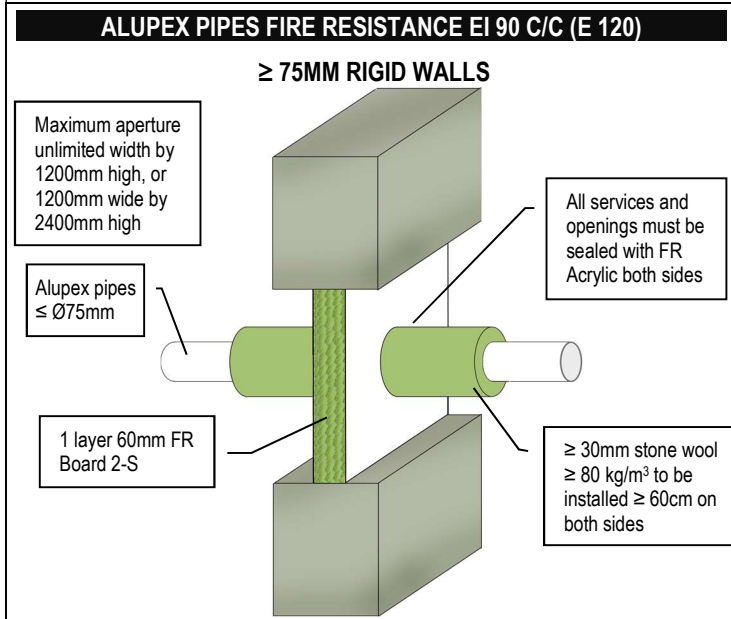 ALUPEX PIPES FIRE RESISTANCE EI 90 C/C (E 120)
≥ 75MM RIGID WALLS
Maximum aperture
unlimited width by
1200mm high, or
1200mm wide by
2400mm high
All services and
openings must be
sealed with FR
Acrylic both sides
Alupex pipes
≤ Ø75mm
1 layer 60mm FR
Board 2-S
≥ 30mm stone wool
≥ 80 kg/m³ to be
installed ≥ 60cm on
both sides